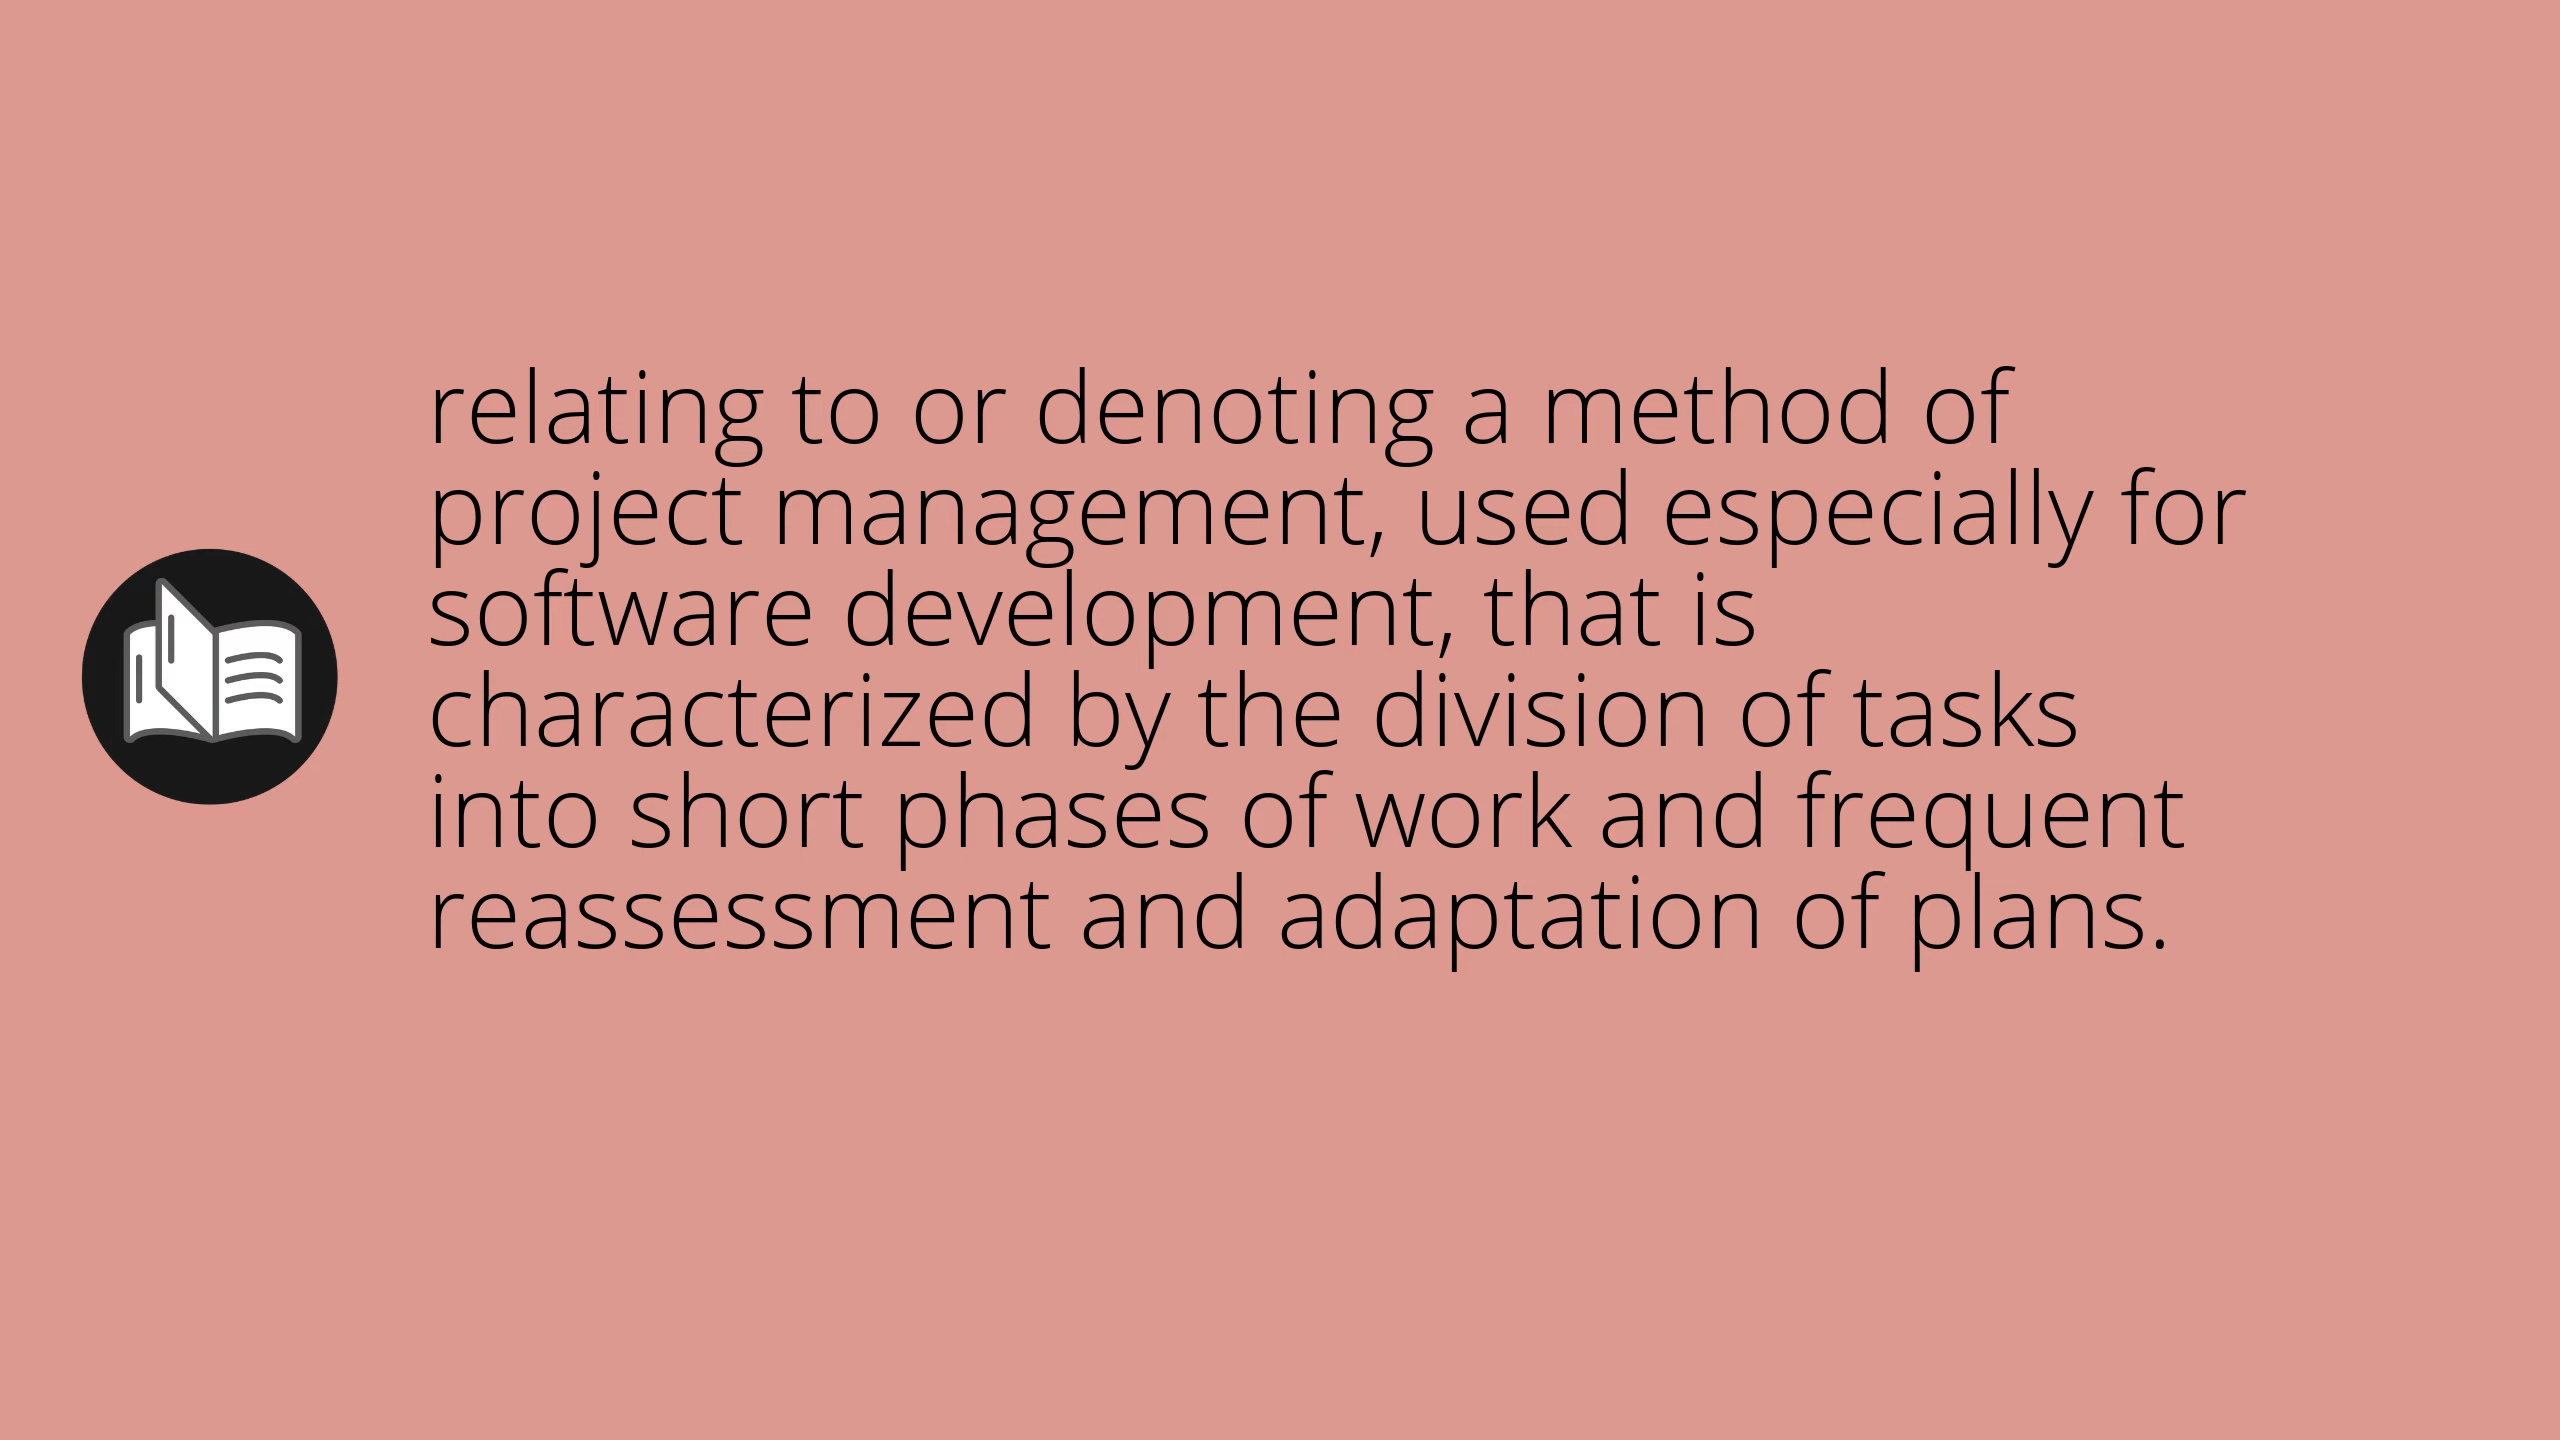 relating to or denoting a method of
project management, used especially for
software development, that is
characterized by the division of tasks
into short phases of work and frequent
reassessment and adaptation of plans.